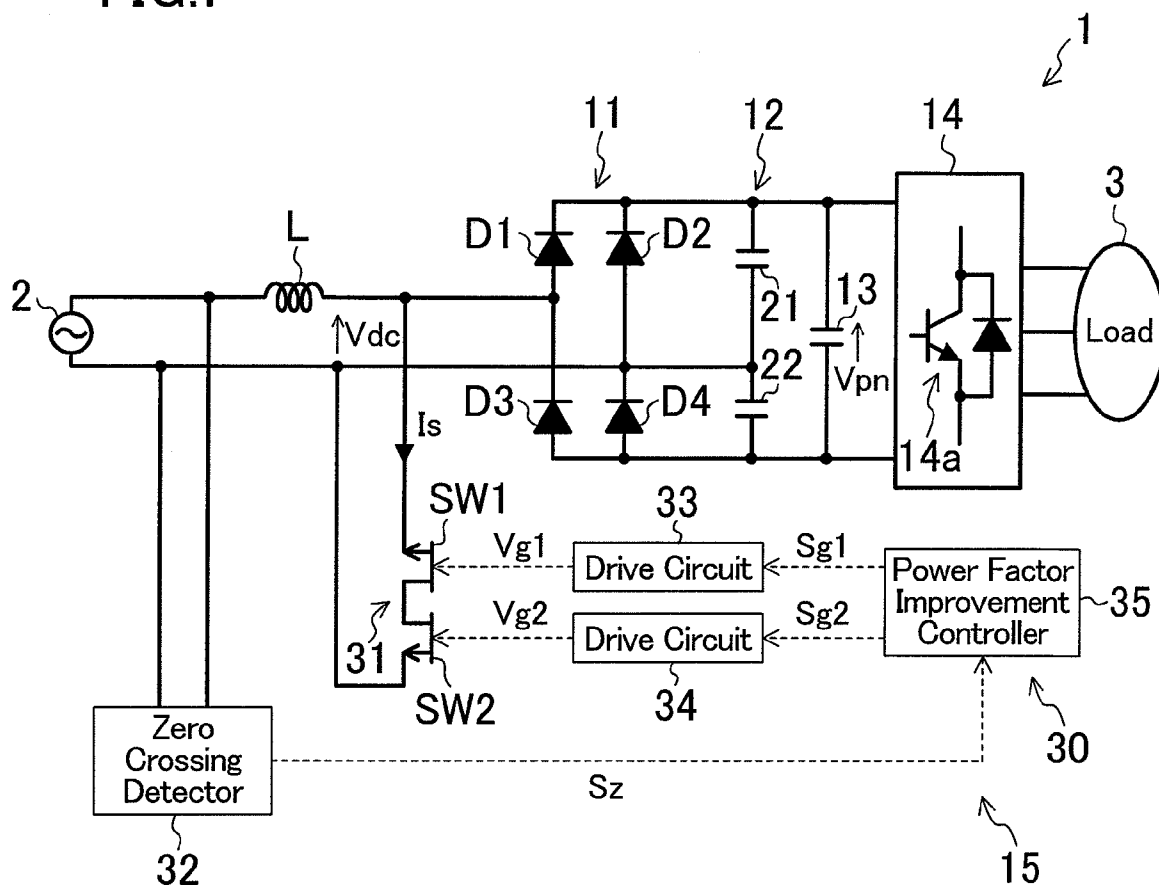 FIG.1
1
11
12
14
3
D1
D2
L
2
Vdc
21
13
Vpn
Load
D3
D4
22
14a
Is
SW1
33
Vg1
Drive Circuit
Sg1
Power Factor
Improvement
Controller
35
31
Vg2
Drive Circuit
Sg2
SW2
34
30
Zero
Crossing
Detector
Sz
32
15